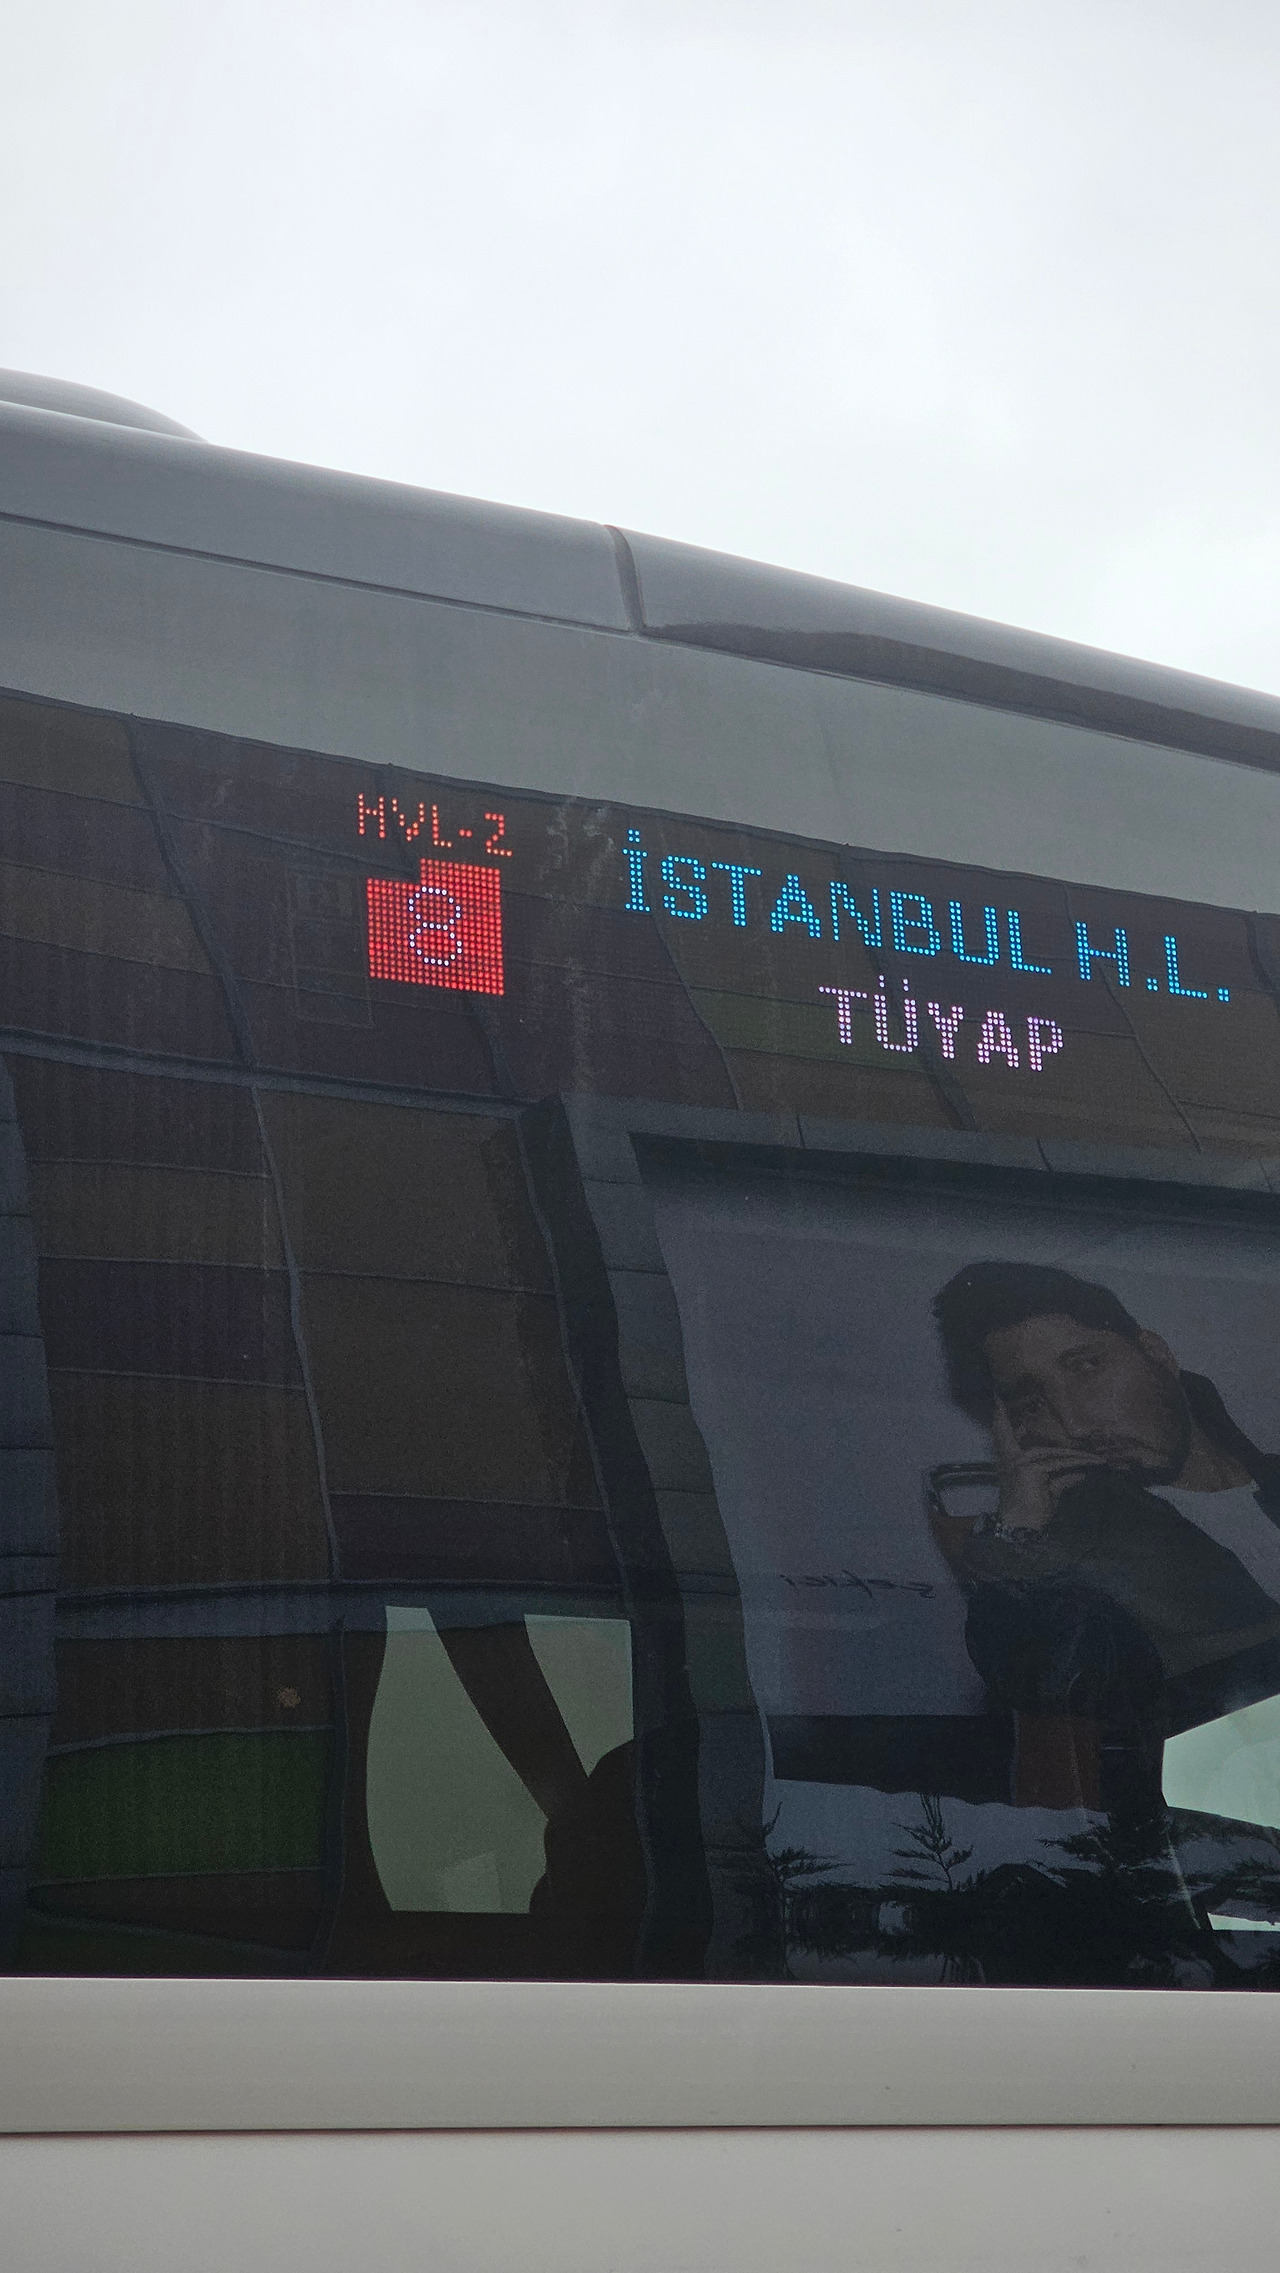 HVL-2
8
İSTANBUL H.L.
TÜYAP